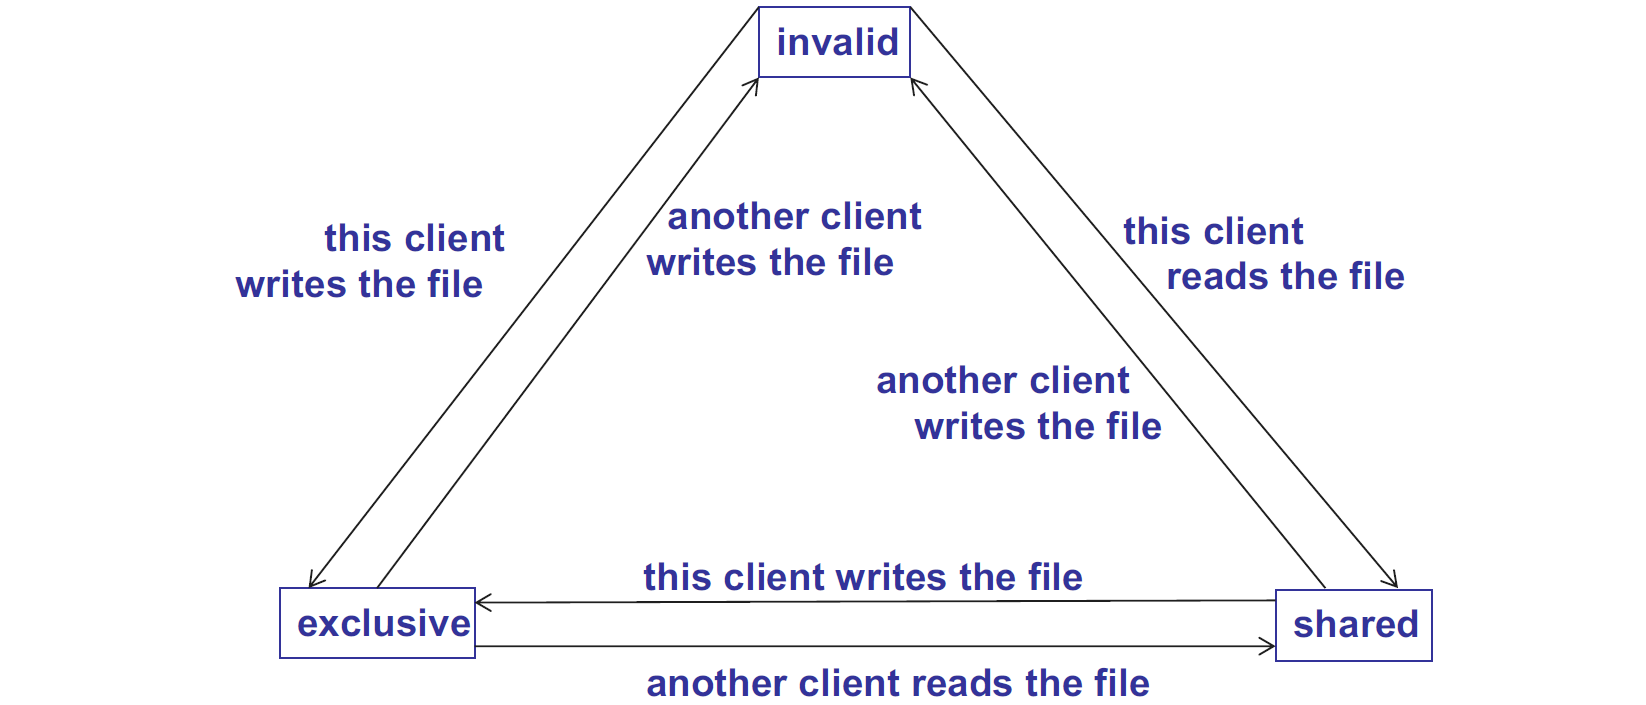 invalid
this client
writes the file
another client
writes the file
this client
reads the file
another client
writes the file
this client writes the file
exclusive
shared
another client reads the file